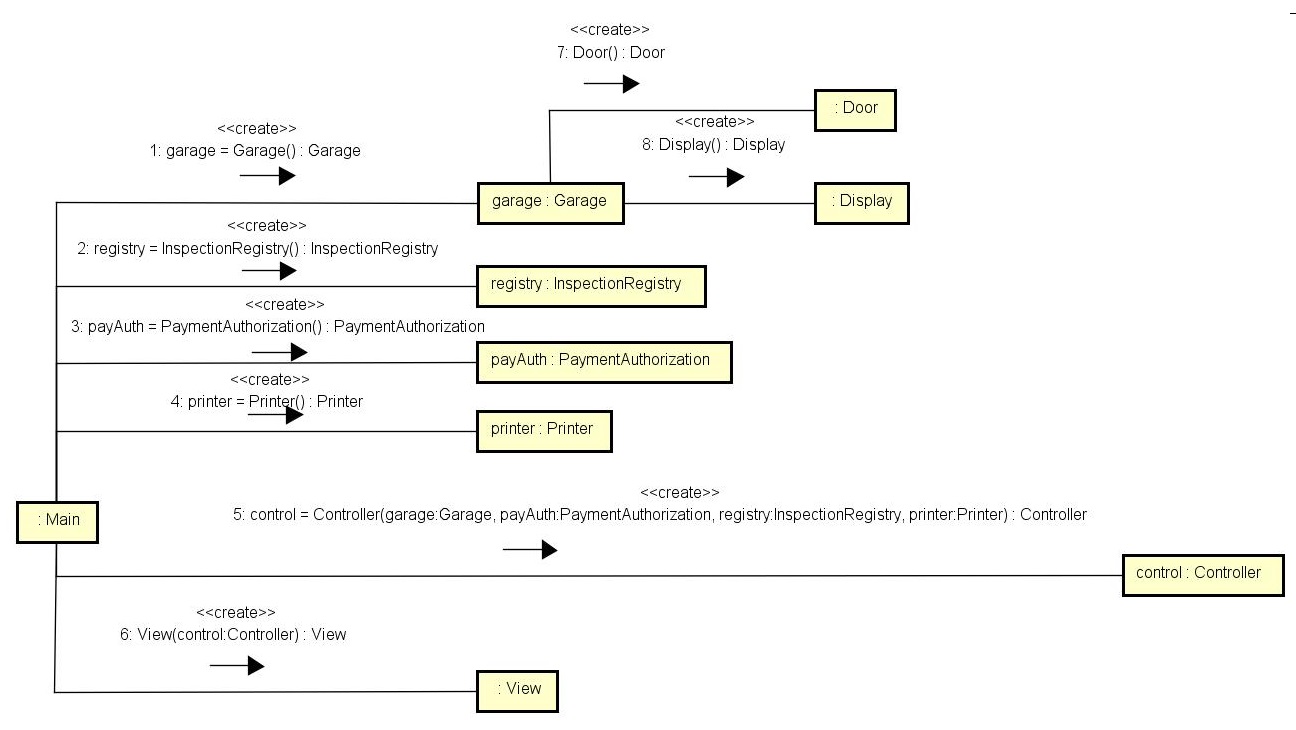 <<create>>
7: Door() : Door
: Door
<<create>>
8: Display() : Display
<<create>>
1: garage = Garage() : Garage
garage : Garage
: Display
<<create>>
2: registry = InspectionRegistry() : InspectionRegistry
registry : InspectionRegistry
<<create>>
3: payAuth = PaymentAuthorization() : PaymentAuthorization
payAuth : PaymentAuthorization
<<create>>
4: printer = Printer() : Printer
printer : Printer
: Main
<<create>>
5: control = Controller(garage:Garage, payAuth:PaymentAuthorization, registry:InspectionRegistry, printer:Printer) : Controller
control : Controller
<<create>>
6: View(control:Controller) : View
: View